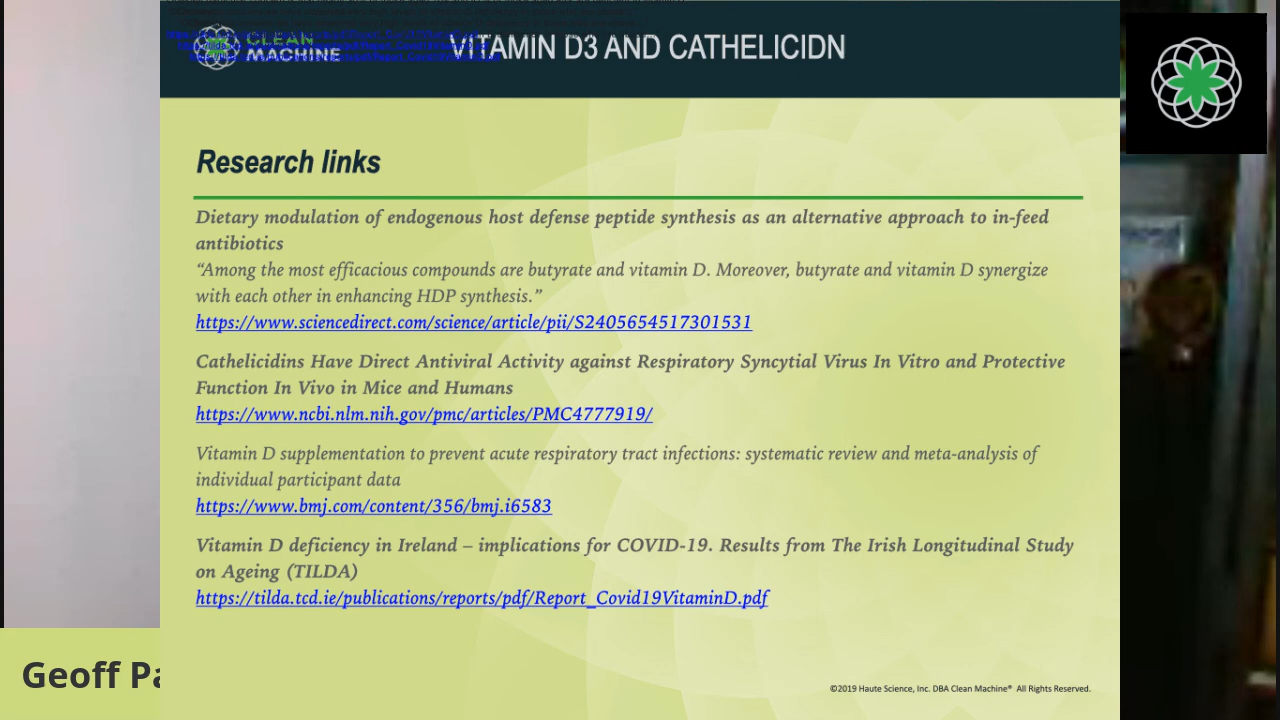 CLEAN
MACHINE
VITAMIN D3 AND CATHELICIDN
Research links
Dietary modulation of endogenous host defense peptide synthesis as an alternative approach to in-feed
antibiotics
“Among the most efficacious compounds are butyrate and vitamin D. Moreover, butyrate and vitamin D synergize
with each other in enhancing HDP synthesis.”
https://www.sciencedirect.com/science/article/pii/S2405654517301531
Cathelicidins Have Direct Antiviral Activity against Respiratory Syncytial Virus In Vitro and Protective
Function In Vivo in Mice and Humans
https://www.ncbi.nlm.nih.gov/pmc/articles/PMC4777919/
Vitamin D supplementation to prevent acute respiratory tract infections: systematic review and meta-analysis of
individual participant data
https://www.bmj.com/content/356/bmj.i6583
Vitamin D deficiency in Ireland – implications for COVID-19. Results from The Irish Longitudinal Study
on Ageing (TILDA)
https://tilda.tcd.ie/publications/reports/pdf/Report_Covid19VitaminD.pdf
Geoff Pa
©2019 Haute Science, Inc. DBA Clean Machine® All Rights Reserved.